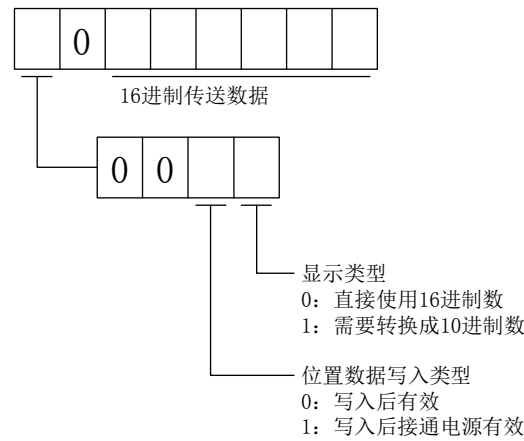 0
16进制传送数据
0 0
显示类型
0: 直接使用16进制数
1: 需要转换成10进制数
位置数据写入类型
0: 写入后有效
1: 写入后接通电源有效